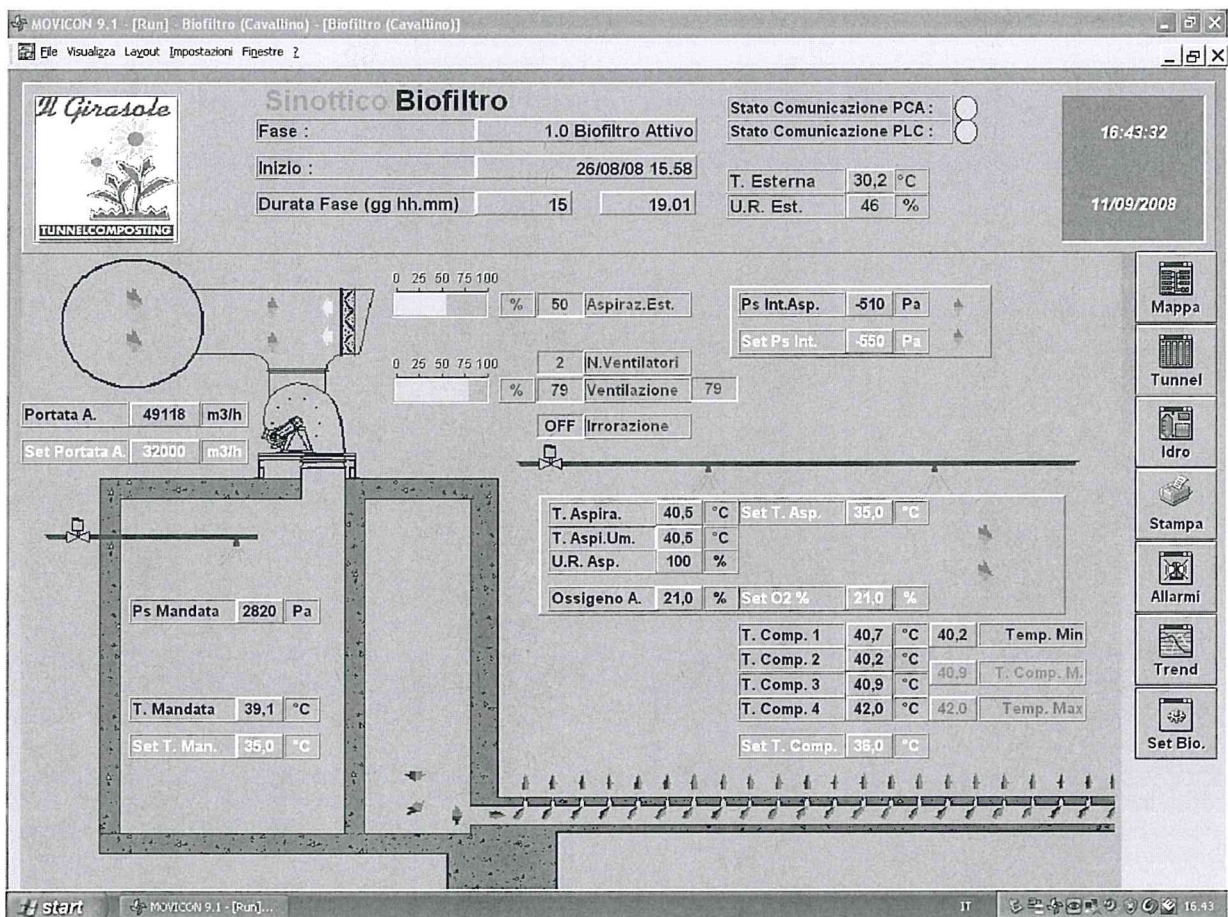 MOVICON 9.1 - [Run] - Biofiltro (Cavallino) - [Biofiltro (Cavallino)]
File Visualizza Layout Impostazioni Finestre ?
Il Girasole
TUNNELCOMPOSTING
Sinottico Biofiltro
Fase : 1.0 Biofiltro Attivo
Inizio : 26/08/08 15.58
Durata Fase (gg hh.mm) 15 19.01
Stato Comunicazione PCA :
Stato Comunicazione PLC :
T. Esterna 30,2 °C
U.R. Est. 46 %
16:43:32
11/09/2008
0 25 50 75 100
% 50 Aspiraz.Est.
Ps Int.Asp. -510 Pa
Set Ps Int. -550 Pa
0 25 50 75 100
2 N.Ventilatori
% 79 Ventilazione 79
OFF Irrorazione
Portata A. 49118 m3/h
Set Portata A. 32000 m3/h
T. Aspira. 40,5 °C Set T. Asp. 35,0 °C
T. Aspi.Um. 40,5 °C
U.R. Asp. 100 %
Ossigeno A. 21,0 % Set O2 % 21,0 %
Ps Mandata 2820 Pa
T. Comp. 1 40,7 °C 40,2 Temp. Min
T. Comp. 2 40,2 °C
40,9 T. Comp. M.
T. Comp. 3 40,9 °C
T. Comp. 4 42,0 °C 42,0 Temp. Max
T. Mandata 39,1 °C
Set T. Man. 35,0 °C
Set T. Comp. 36,0 °C
Mappa
Tunnel
Idro
Stampa
Allarmi
Trend
Set Bio.
start MOVICON 9.1 - [Run]... IT 16.43